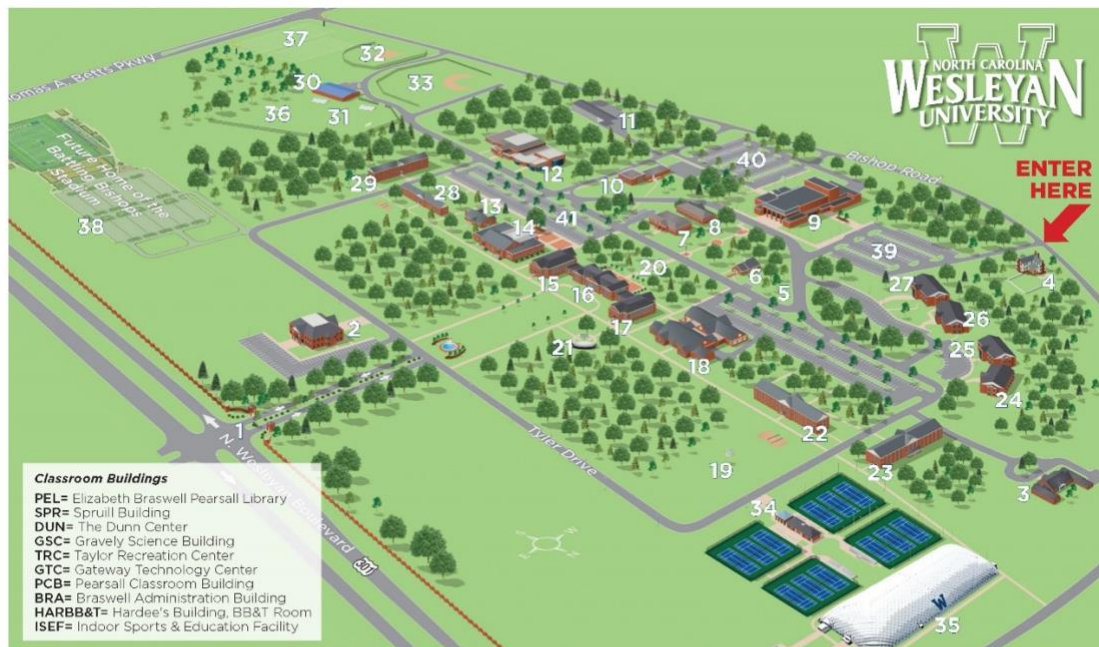 NORTH CAROLINA
WESLEYAN
UNIVERSITY
ENTER
HERE
Thomas A. Betts Pkwy
Bishop Road
37
32
33
30
31
36
11
40
12
10
29
28
13
14
41
9
Future Home of the
Battling Bishops
Stadium
38
7
8
39
4
15
16
20
6
5
27
26
17
2
21
18
25
24
1
22
23
19
3
34
35
W
Tyler Drive
N. Wesleyan Boulevard 301
Classroom Buildings
PEL= Elizabeth Braswell Pearsall Library
SPR= Spruill Building
DUN= The Dunn Center
GSC= Gravely Science Building
TRC= Taylor Recreation Center
GTC= Gateway Technology Center
PCB= Pearsall Classroom Building
BRA= Braswell Administration Building
HARBB&T= Hardee's Building, BB&T Room
ISEF= Indoor Sports & Education Facility